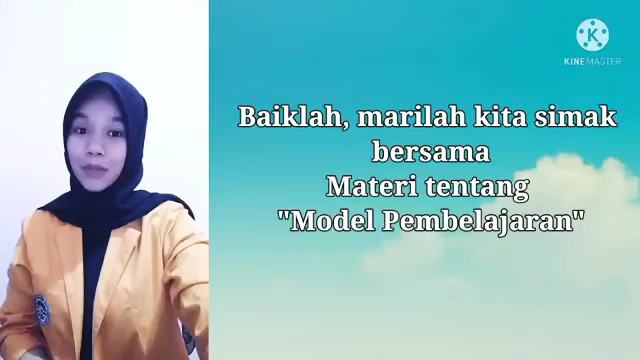 KINEMASTER
Baiklah, marilah kita simak
bersama
Materi tentang
"Model Pembelajaran"